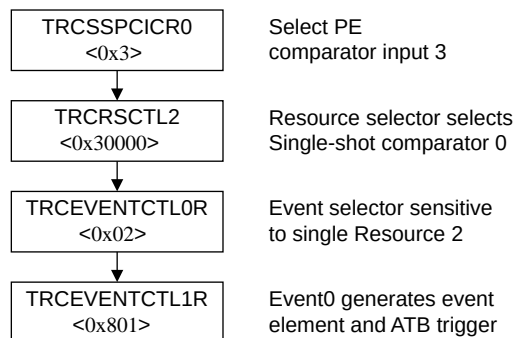 TRCSSPCICR0
<0x3>
Select PE
comparator input 3
TRCRSCTL2
<0x30000>
Resource selector selects
Single-shot comparator 0
TRCEVENTCTL0R
<0x02>
Event selector sensitive
to single Resource 2
TRCEVENTCTL1R
<0x801>
Event0 generates event
element and ATB trigger